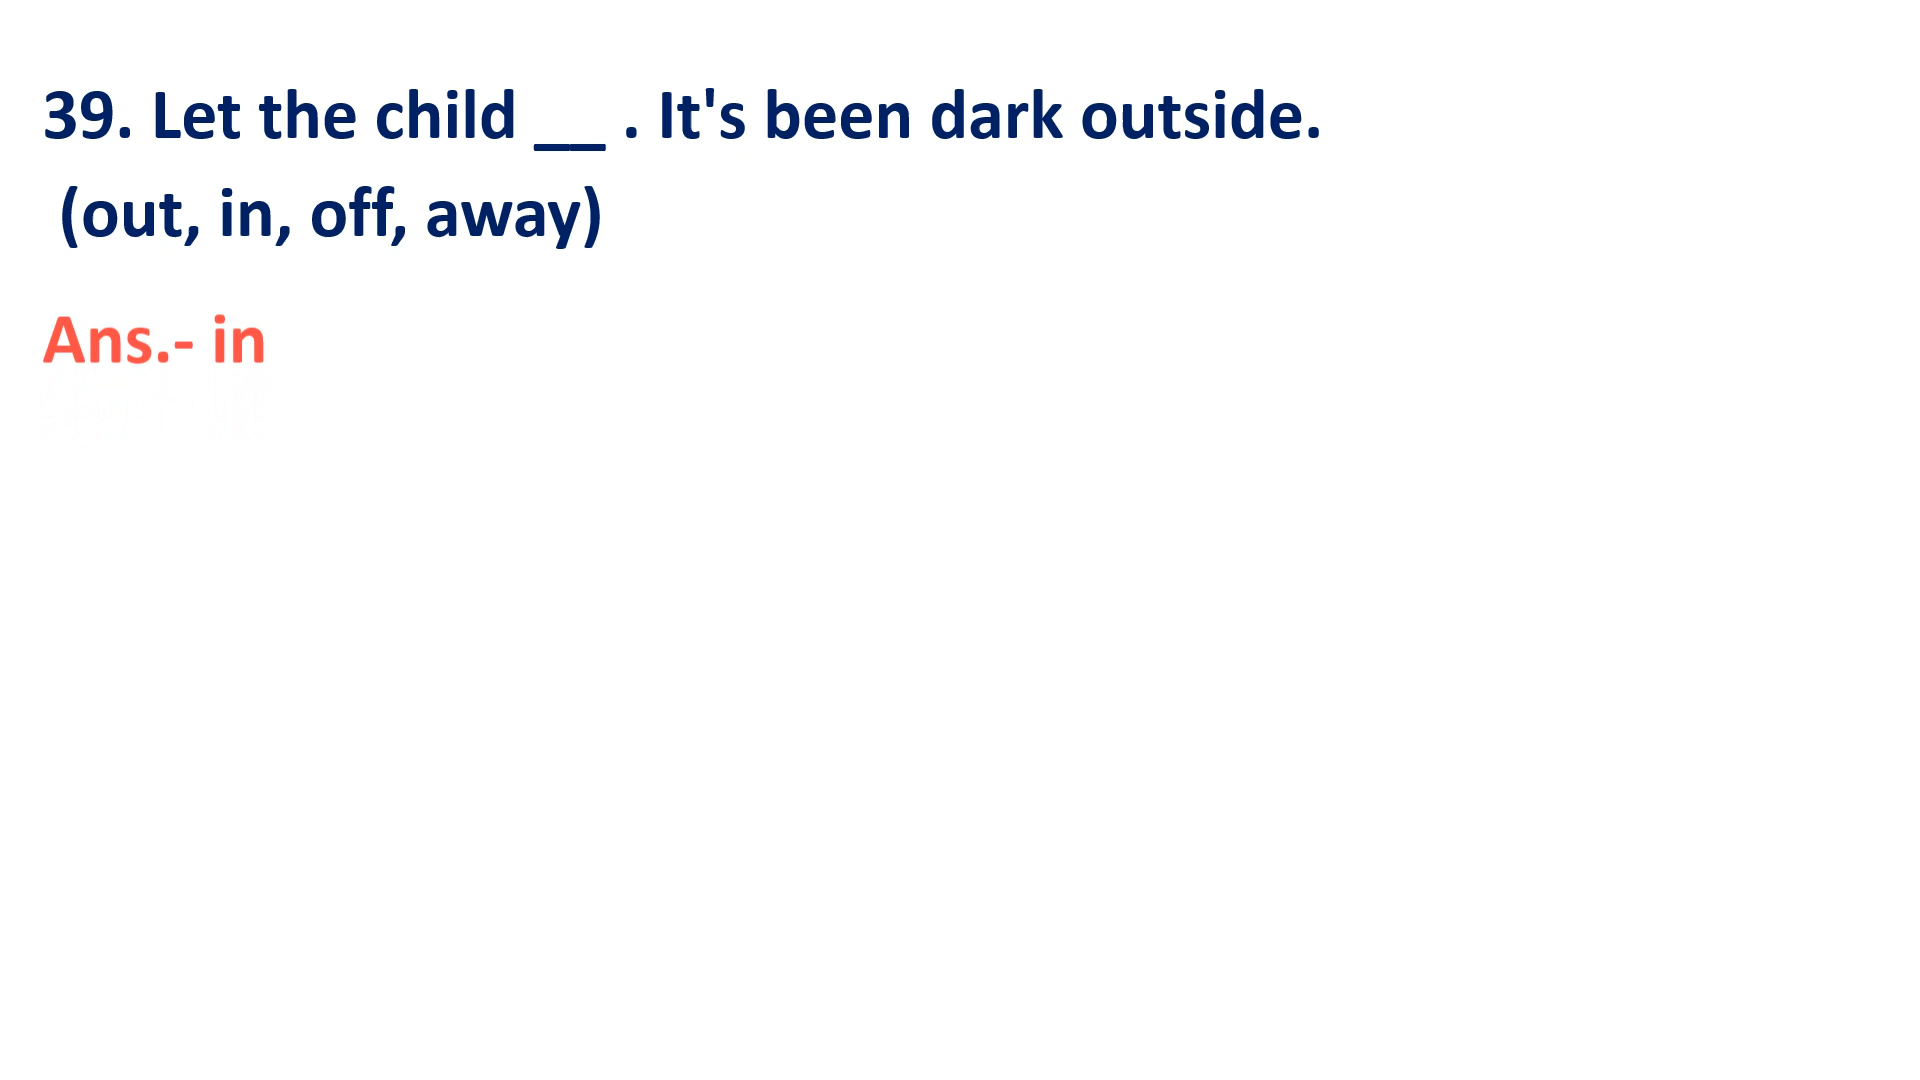 39. Let the child __ . It's been dark outside.
(out, in, off, away)
Ans.- in